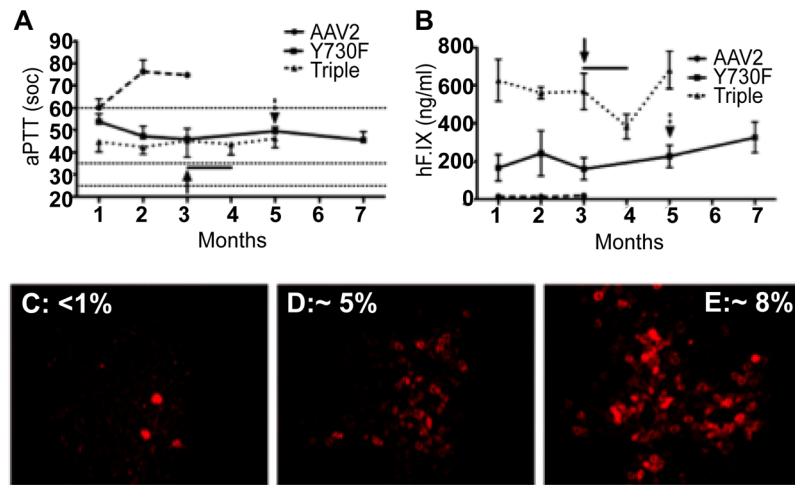 A
AAV2
Y730F
Triple
90
80
70
60
50
40
30
20
aPTT (soc)
1 2 3 4 5 6 7
Months
B
AAV2
Y730F
Triple
800
600
400
200
0
hF.IX (ng/ml)
1 2 3 4 5 6 7
Months
C: <1%
D:~ 5%
E:~ 8%